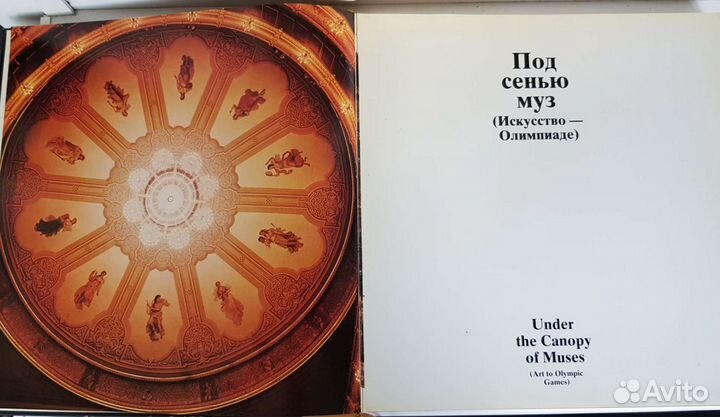 Под
сенью
муз
(Искусство —
Олимпиаде)
Under
the Canopy
of Muses
(Art to Olympic
Games)
Avito